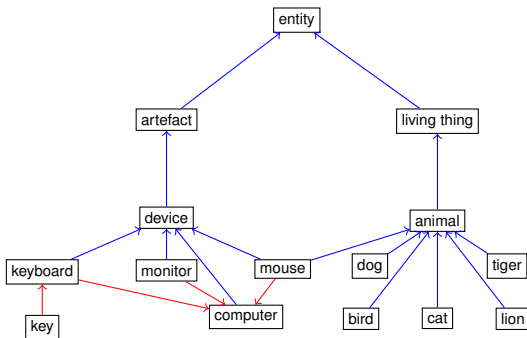 entity
artefact
living thing
device
animal
keyboard
monitor
mouse
dog
tiger
key
computer
bird
cat
lion